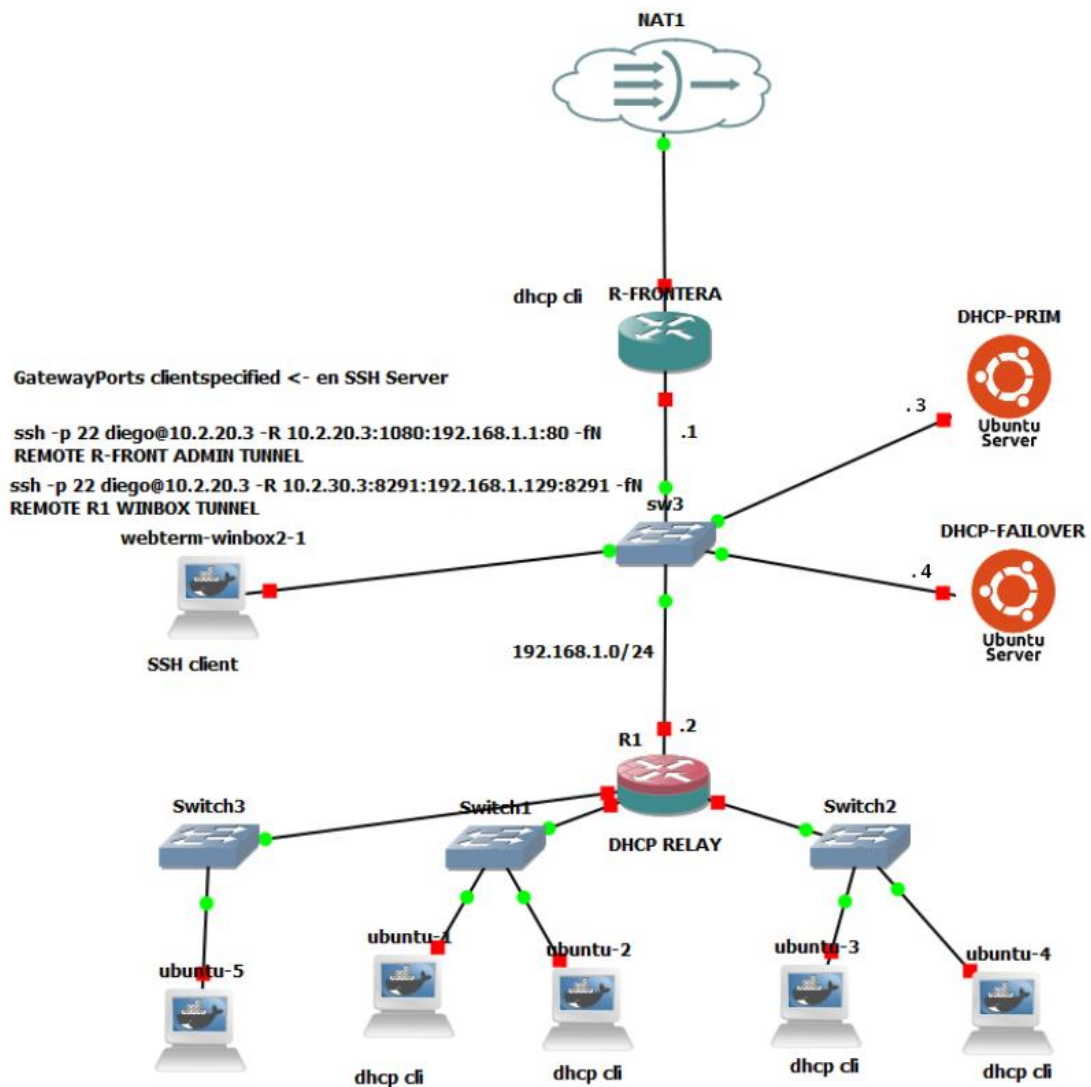 NAT1
dhcp cli
R-FRONTERA
DHCP-PRIM
GatewayPorts clientspecified <- en SSH Server
.3
Ubuntu
Server
ssh -p 22 diego@10.2.20.3 -R 10.2.20.3:1080:192.168.1.1:80 -fN
.1
REMOTE R-FRONT ADMIN TUNNEL
ssh -p 22 diego@10.2.20.3 -R 10.2.30.3:8291:192.168.1.129:8291 -fN
REMOTE R1 WINBOX TUNNEL
sw3
webterm-winbox2-1
DHCP-FAILOVER
.4
Ubuntu
Server
SSH client
192.168.1.0/24
.2
R1
Switch3
Switch1
Switch2
DHCP RELAY
ubuntu-5
ubuntu-1
ubuntu-2
ubuntu-3
ubuntu-4
dhcp cli
dhcp cli
dhcp cli
dhcp cli